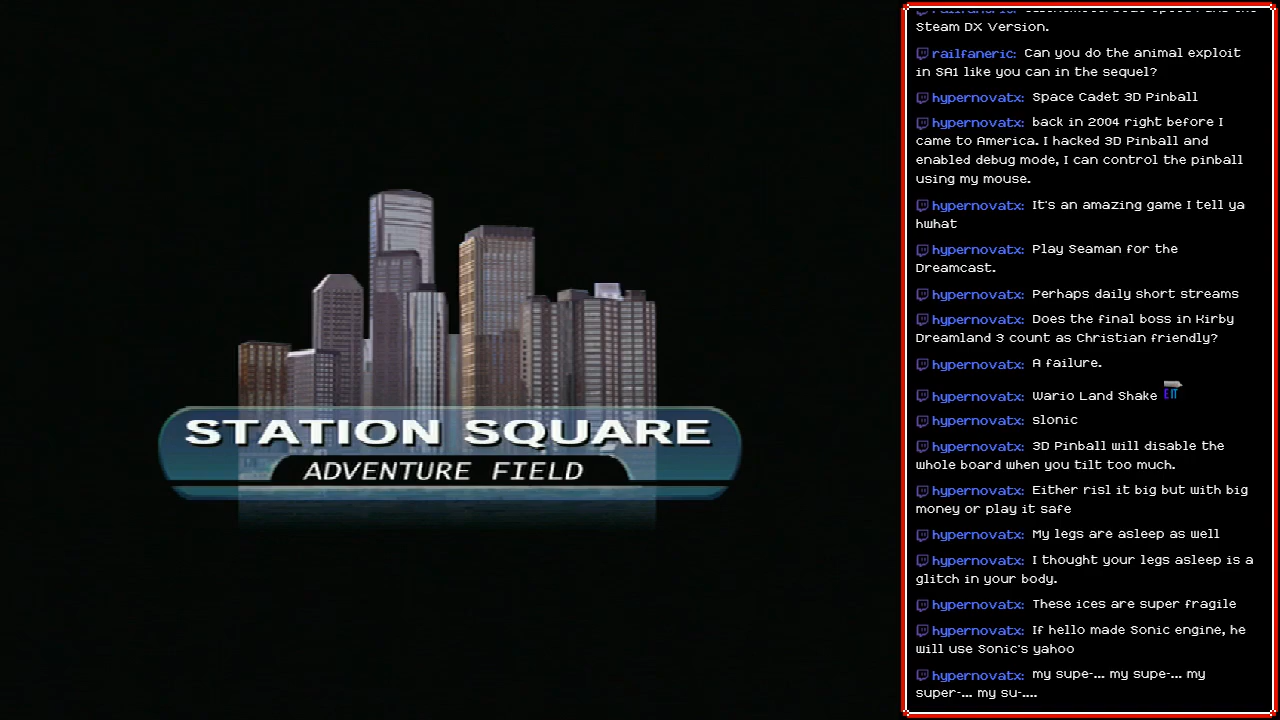 STATION SQUARE
ADVENTURE FIELD
Steam DX Version.
railfaneric: Can you do the animal exploit
in SA1 like you can in the sequel?
hypernovatx: Space Cadet 3D Pinball
hypernovatx: back in 2004 right before I
came to America. I hacked 3D Pinball and
enabled debug mode, I can control the pinball
using my mouse.
hypernovatx: It's an amazing game I tell ya
hwhat
hypernovatx: Play Seaman for the
Dreamcast.
hypernovatx: Perhaps daily short streams
hypernovatx: Does the final boss in Kirby
Dreamland 3 count as Christian friendly?
hypernovatx: A failure.
hypernovatx: Wario Land Shake
hypernovatx: slonic
hypernovatx: 3D Pinball will disable the
whole board when you tilt too much.
hypernovatx: Either risl it big but with big
money or play it safe
hypernovatx: My legs are asleep as well
hypernovatx: I thought your legs asleep is a
glitch in your body.
hypernovatx: These ices are super fragile
hypernovatx: If hello made Sonic engine, he
will use Sonic's yahoo
hypernovatx: my supe-... my supe-... my
super-... my su-....